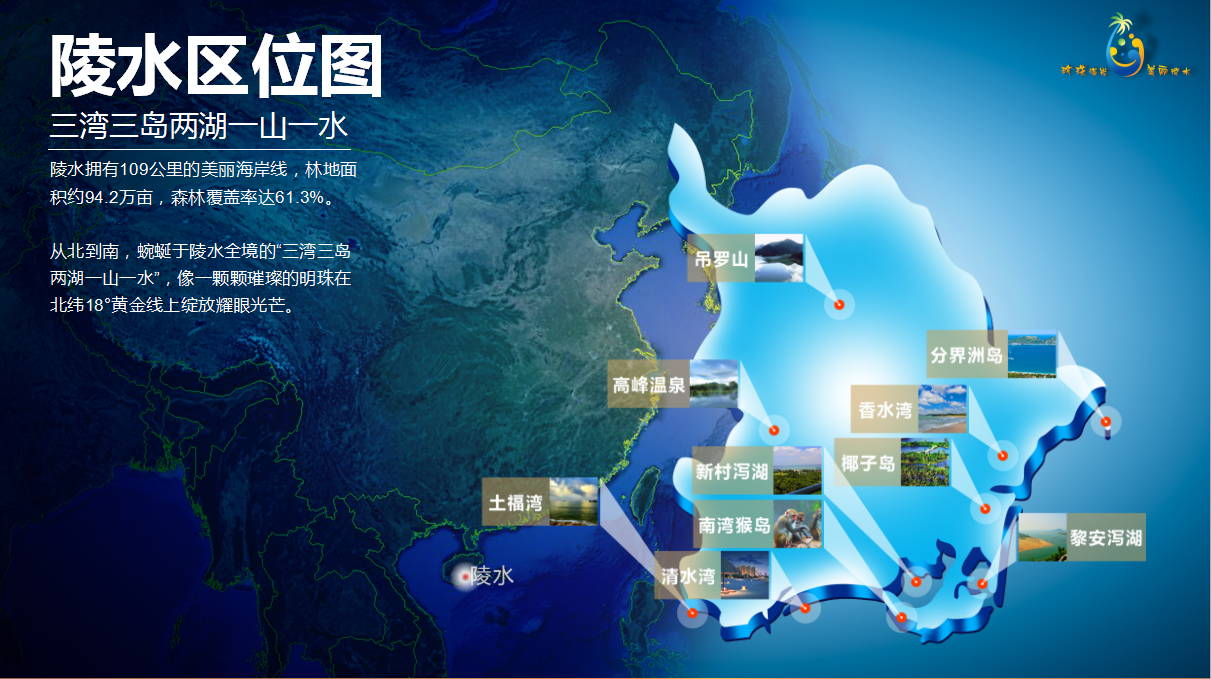 陵水区位图
三湾三岛两湖一山一水
陵水拥有109公里的美丽海岸线，林地面
积约94.2万亩，森林覆盖率达61.3%。
从北到南，蜿蜒于陵水全境的“三湾三岛
两湖一山一水”，像一颗颗璀璨的明珠在
北纬18°黄金线上绽放耀眼光芒。
吊罗山
分界洲岛
高峰温泉
香水湾
椰子岛
新村泻湖
土福湾
南湾猴岛
黎安泻湖
清水湾
陵水
美丽陵水